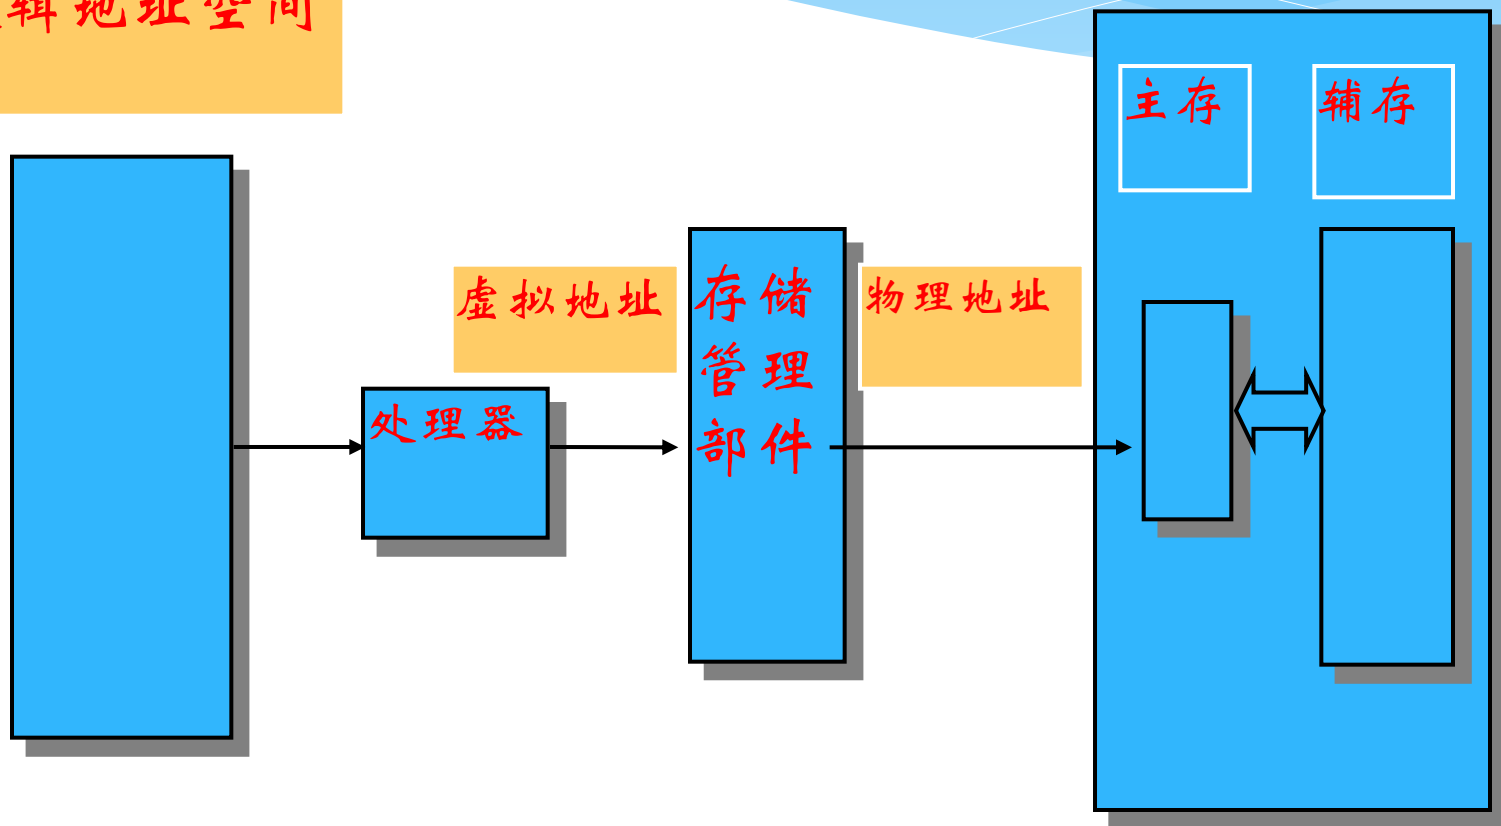 辑地址空间
主存
辅存
虚拟地址
存储
管理
部件
物理地址
处理器